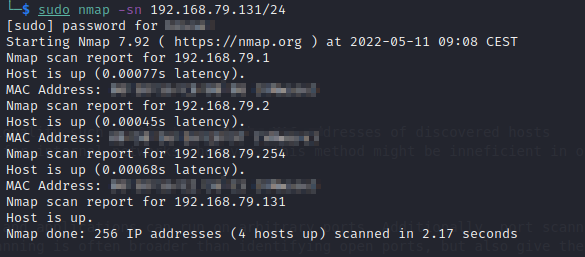 └─$ sudo nmap -sn 192.168.79.131/24
[sudo] password for
Starting Nmap 7.92 ( https://nmap.org ) at 2022-05-11 09:08 CEST
Nmap scan report for 192.168.79.1
Host is up (0.00077s latency).
MAC Address:
Nmap scan report for 192.168.79.2
Host is up (0.00045s latency).
MAC Address:
Nmap scan report for 192.168.79.254
Host is up (0.00068s latency).
MAC Address:
Nmap scan report for 192.168.79.131
Host is up.
Nmap done: 256 IP addresses (4 hosts up) scanned in 2.17 seconds